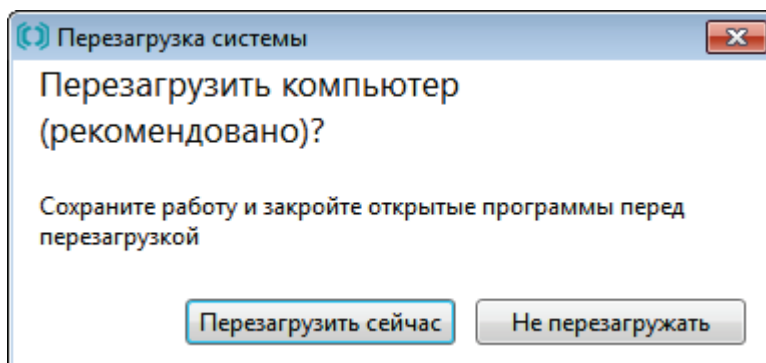 Перезагрузка системы
Перезагрузить компьютер
(рекомендовано)?
Сохраните работу и закройте открытые программы перед
перезагрузкой
Перезагрузить сейчас
Не перезагружать